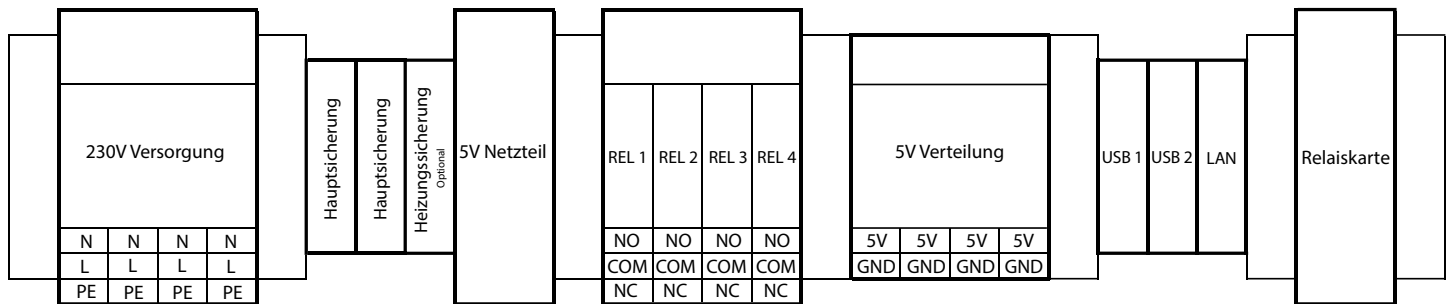 230V Versorgung
N N N N
L L L L
PE PE PE PE
Hauptsicherung
Hauptsicherung
Heizungssicherung
Optional
5V Netzteil
REL 1 REL 2 REL 3 REL 4
NO NO NO NO
COM COM COM COM
NC NC NC NC
5V Verteilung
5V 5V 5V 5V
GND GND GND GND
USB 1 USB 2 LAN
Relaiskarte